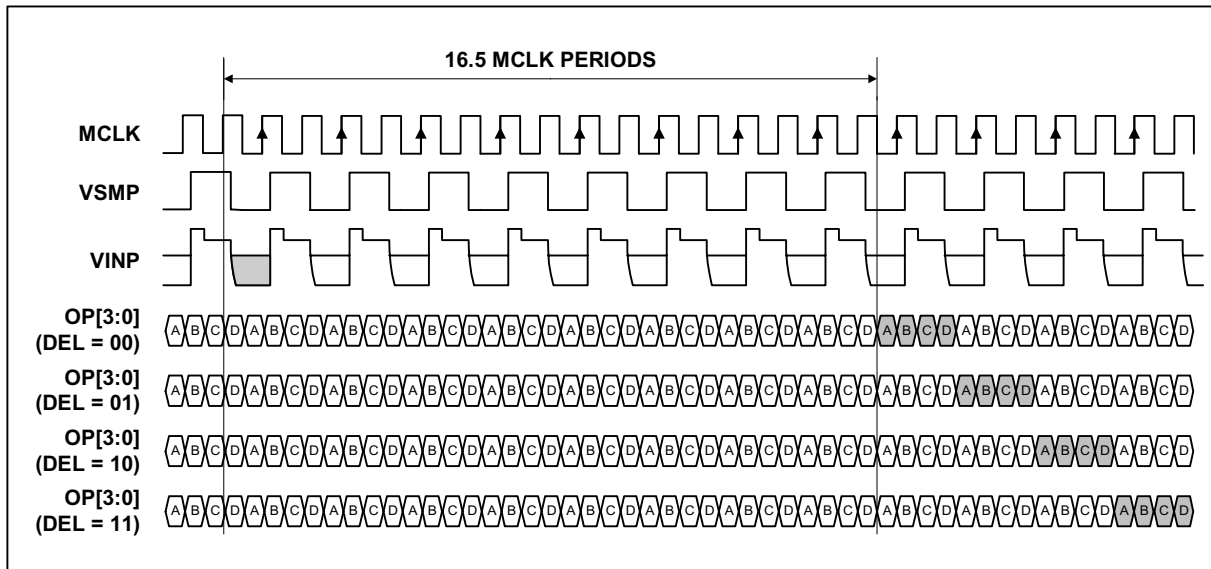 16.5 MCLK PERIODS
MCLK
VSMP
VINP
OP[3:0]
(DEL = 00)
A B C D A B C D A B C D A B C D A B C D A B C D A B C D A B C D A B C D A B C D A B C D A B C D A B C D
OP[3:0]
(DEL = 01)
A B C D A B C D A B C D A B C D A B C D A B C D A B C D A B C D A B C D A B C D A B C D A B C D A B C D
OP[3:0]
(DEL = 10)
A B C D A B C D A B C D A B C D A B C D A B C D A B C D A B C D A B C D A B C D A B C D A B C D A B C D
OP[3:0]
(DEL = 11)
A B C D A B C D A B C D A B C D A B C D A B C D A B C D A B C D A B C D A B C D A B C D A B C D A B C D